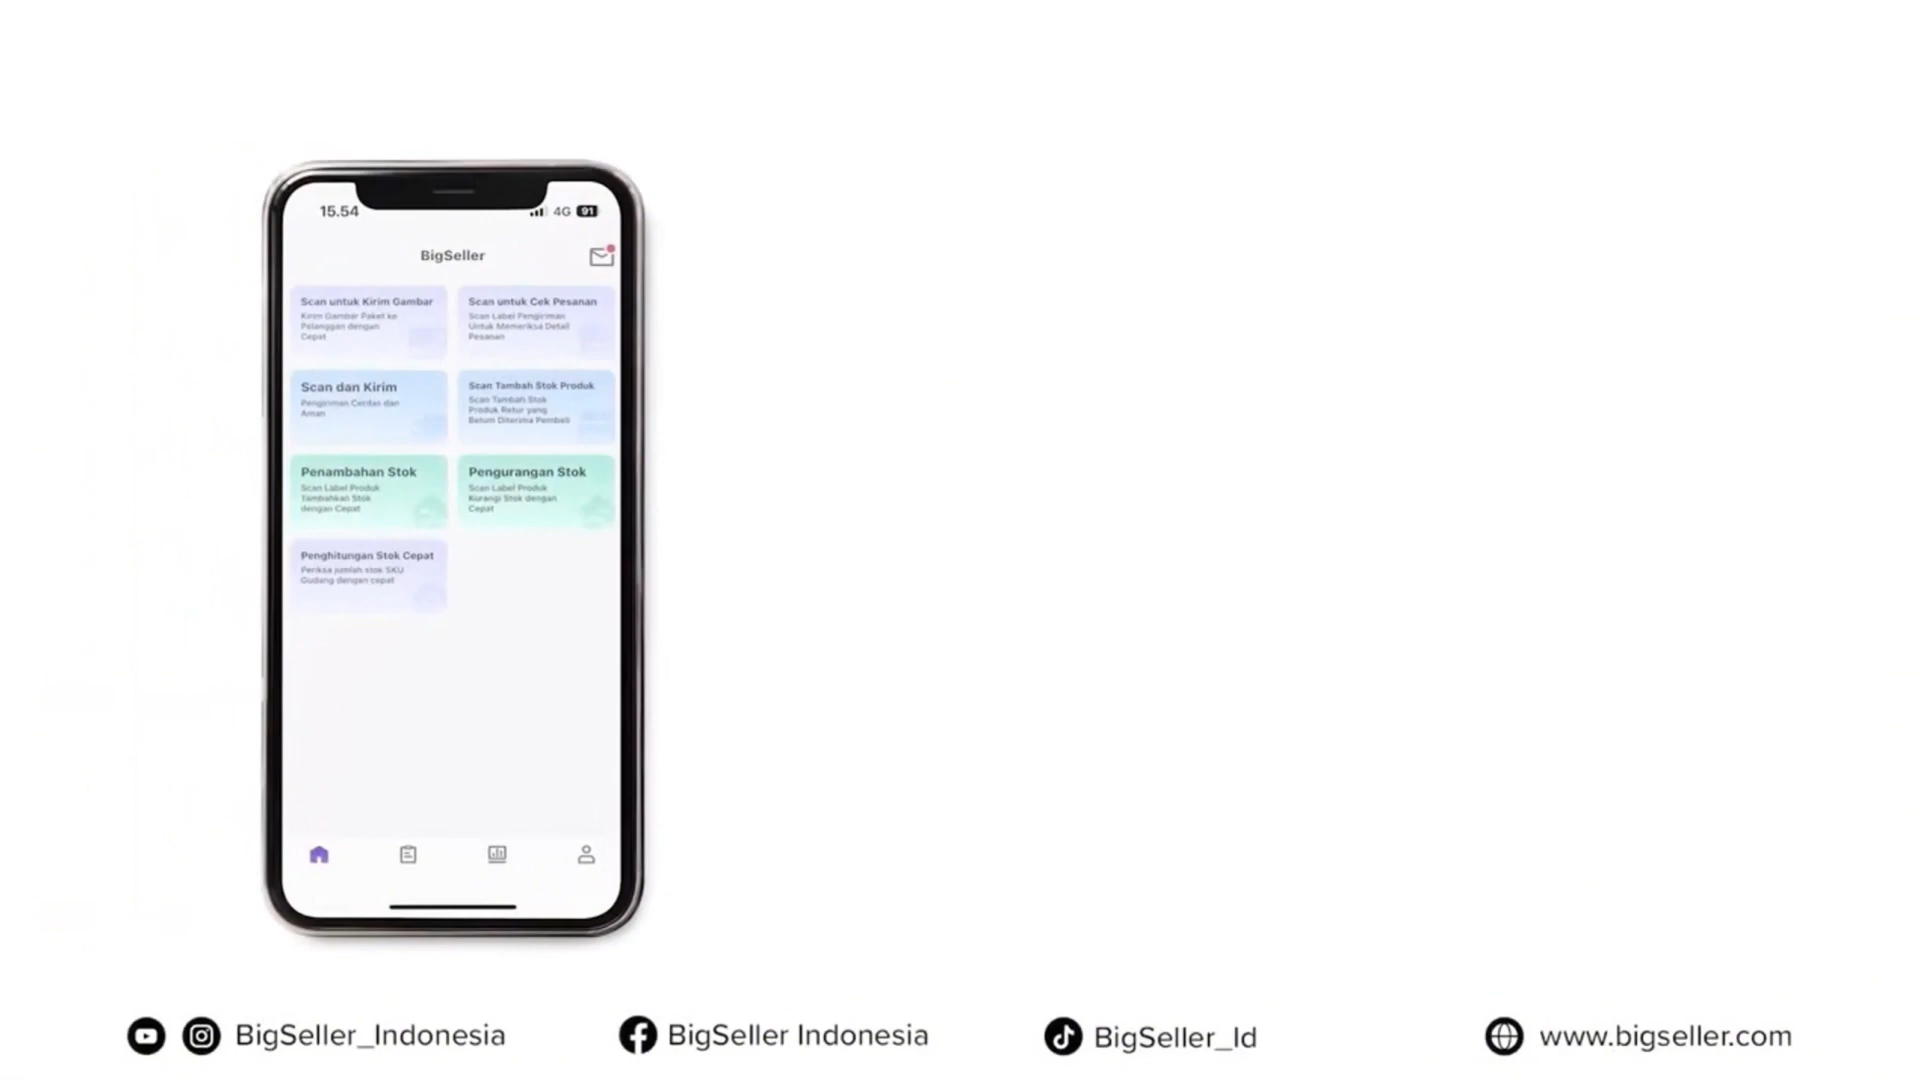 15.54
4G 91
BigSeller
Scan untuk Kirim Gambar
Kirim Gambar Paket ke
Pelanggan dengan
Cepat
Scan untuk Cek Pesanan
Scan Label Pengiriman
Untuk Memeriksa Detail
Pesanan
Scan dan Kirim
Pengiriman Cerdas dan
Aman
Scan Tambah Stok Produk
Scan Tambah Stok
Produk Retur yang
Belum Diterima Pembeli
Penambahan Stok
Scan Label Produk
Tambahkan Stok
dengan Cepat
Pengurangan Stok
Scan Label Produk
Kurangi Stok dengan
Cepat
Penghitungan Stok Cepat
Periksa jumlah stok SKU
Gudang dengan cepat
BigSeller_Indonesia
BigSeller Indonesia
BigSeller_Id
www.bigseller.com